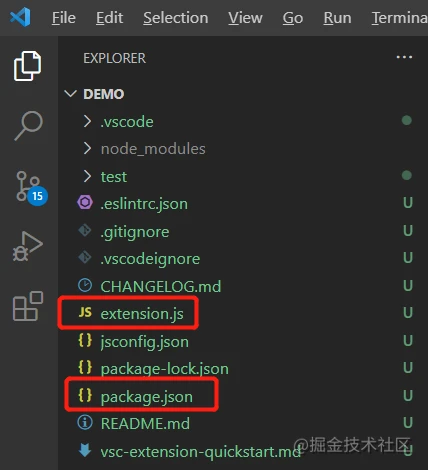 File Edit Selection View Go Run Termina
EXPLORER
DEMO
.vscode
node_modules
test
.eslintrc.json U
.gitignore U
.vscodeignore U
CHANGELOG.md U
JS extension.js U
{} jsconfig.json U
{} package-lock.json U
{} package.json U
README.md U
vsc-extension-quickstart.md U
15
@掘金技术社区